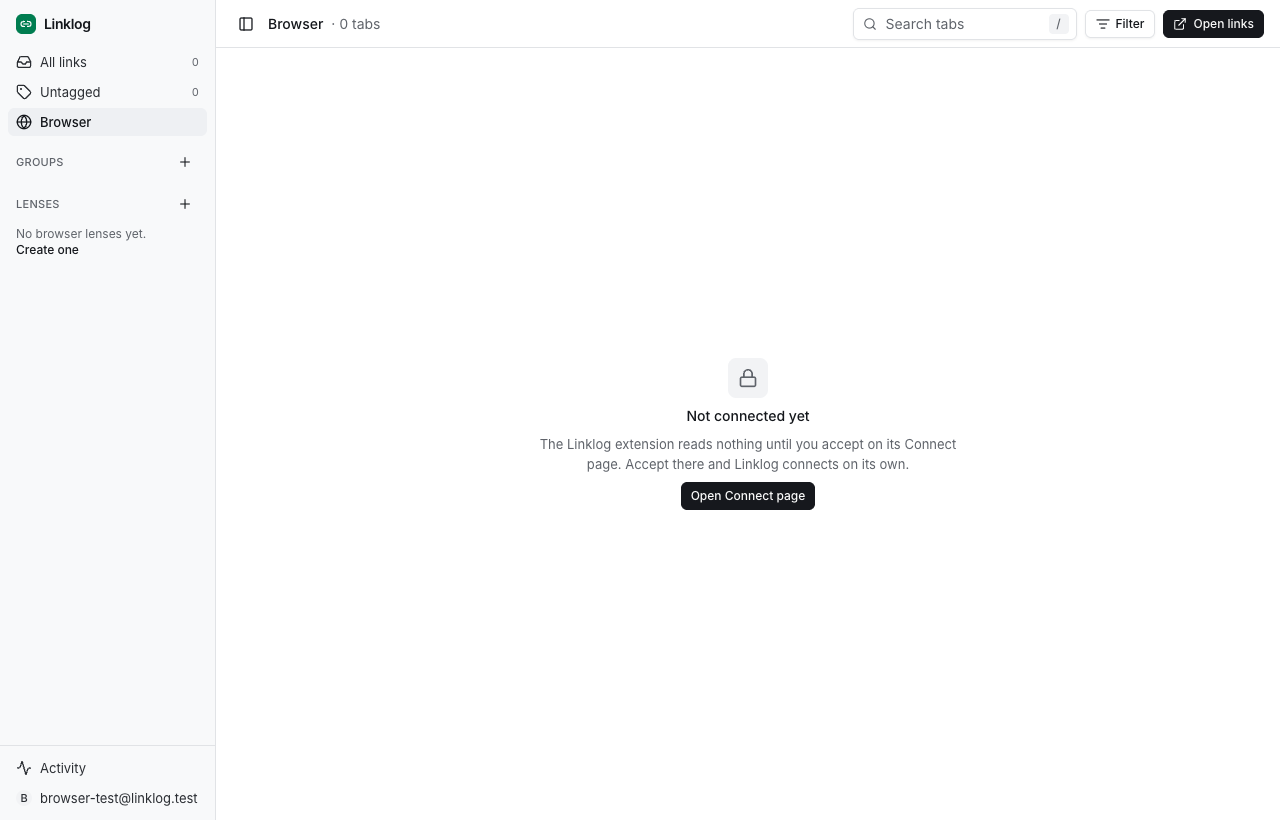 Linklog
All links 0
Untagged 0
Browser
GROUPS
LENSES
No browser lenses yet.
Create one
Activity
B browser-test@linklog.test
Browser · 0 tabs
Search tabs /
Filter
Open links
Not connected yet
The Linklog extension reads nothing until you accept on its Connect
page. Accept there and Linklog connects on its own.
Open Connect page